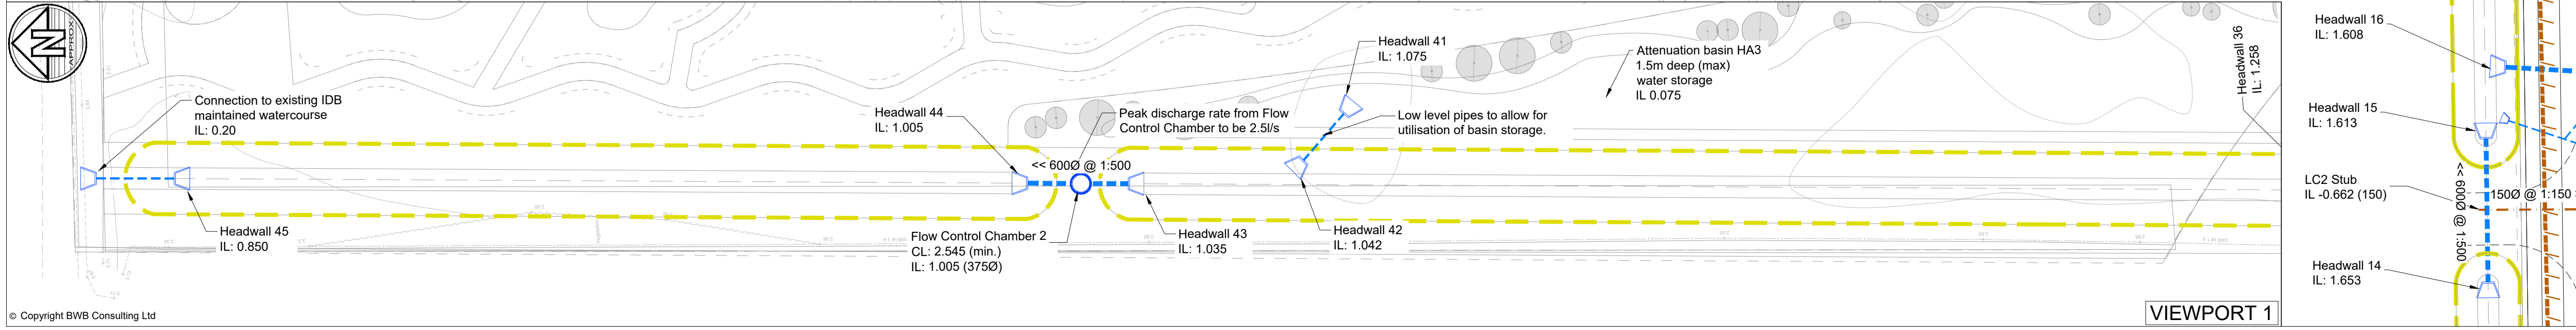 N
APPROX
Connection to existing IDB
maintained watercourse
IL: 0.20
Headwall 45
IL: 0.850
Headwall 44
IL: 1.005
<< 600Ø @ 1:500
Flow Control Chamber 2
CL: 2.545 (min.)
IL: 1.005 (375Ø)
Peak discharge rate from Flow
Control Chamber to be 2.5l/s
Headwall 43
IL: 1.035
Headwall 41
IL: 1.075
Low level pipes to allow for
utilisation of basin storage.
Headwall 42
IL: 1.042
Attenuation basin HA3
1.5m deep (max)
water storage
IL 0.075
Headwall 36
IL: 1.258
© Copyright BWB Consulting Ltd
VIEWPORT 1
Headwall 16
IL: 1.608
Headwall 15
IL: 1.613
LC2 Stub
IL -0.662 (150)
<< 600Ø @ 1:500
150Ø @ 1:150
Headwall 14
IL: 1.653